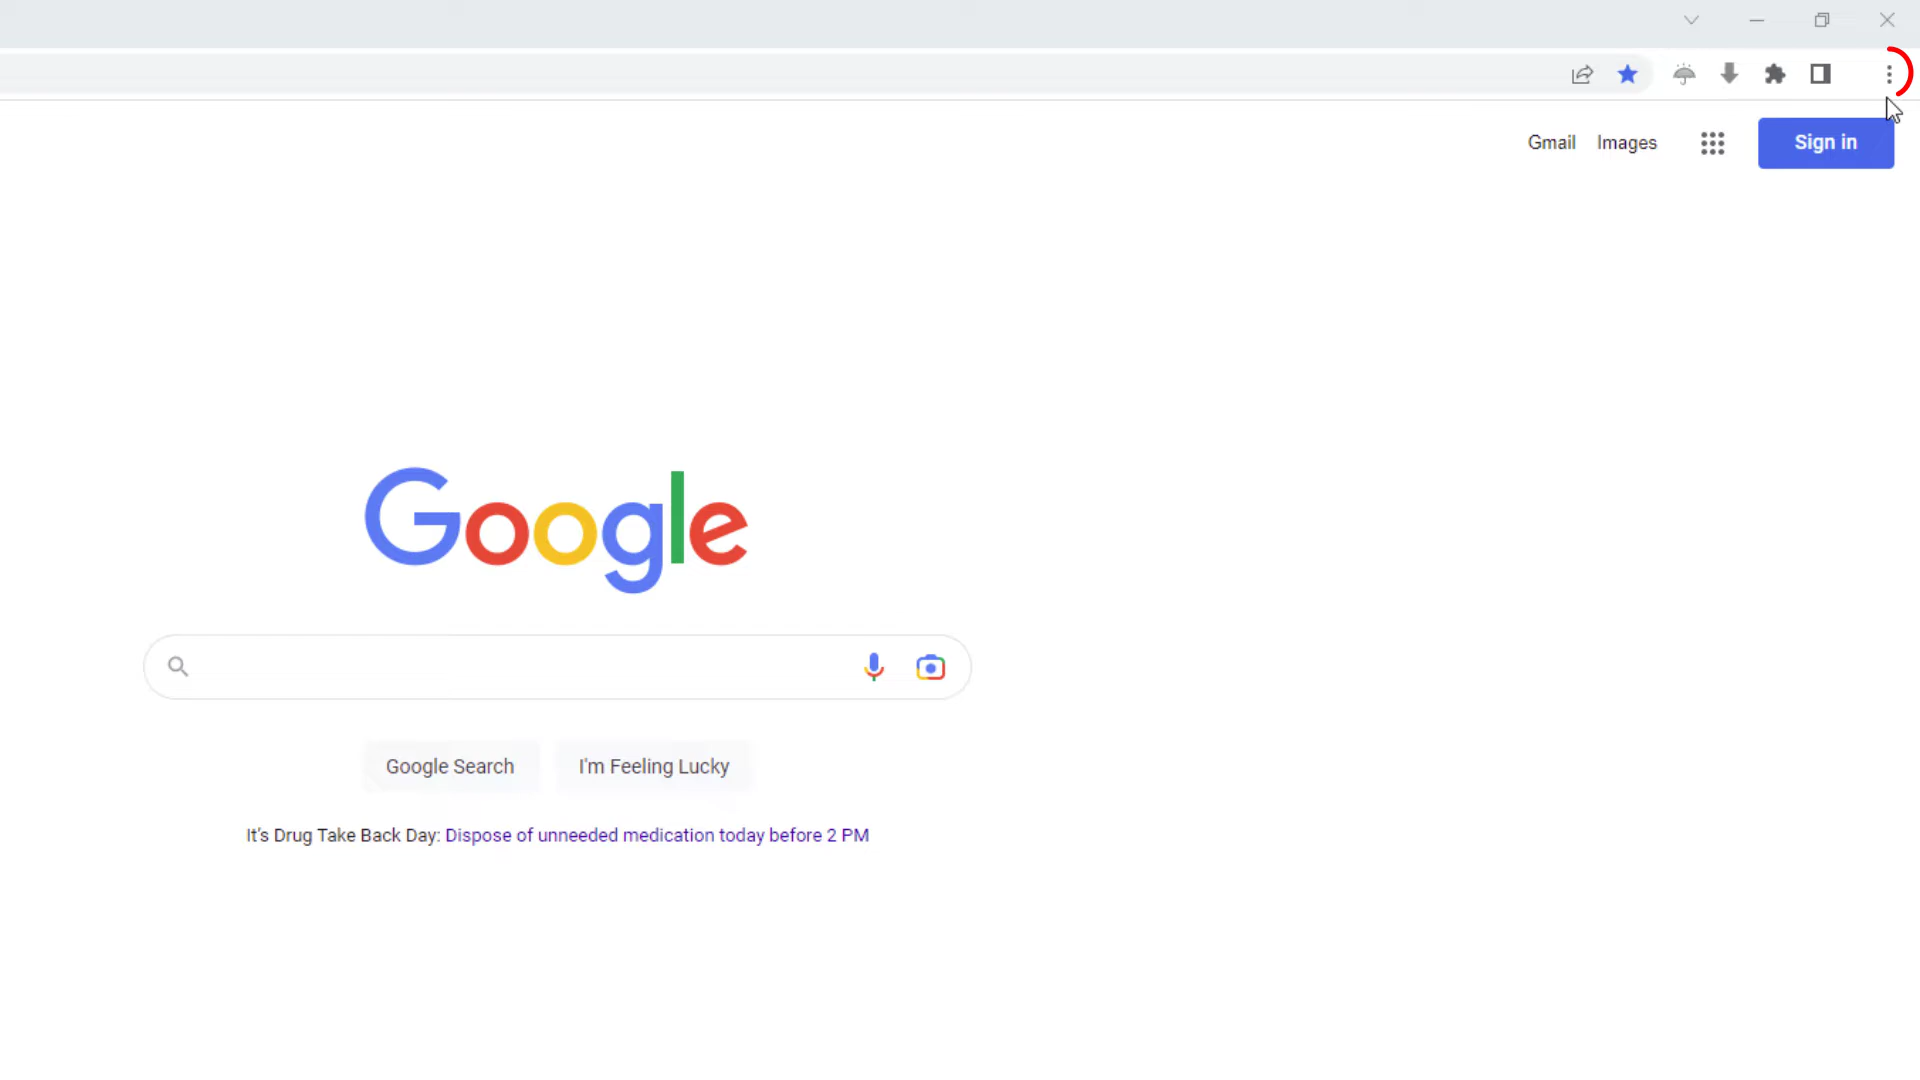 Gmail Images Sign in
Google
Google Search I'm Feeling Lucky
It's Drug Take Back Day: Dispose of unneeded medication today before 2 PM